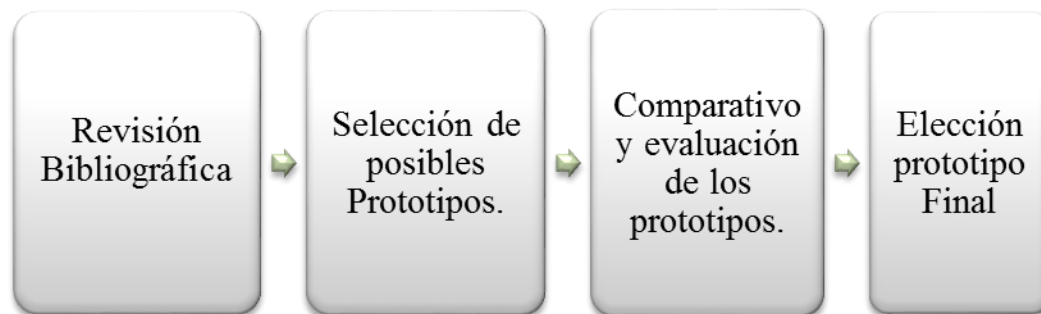 Revisión
Bibliográfica
Selección de
posibles
Prototipos.
Comparativo
y evaluación
de los
prototipos.
Elección
prototipo
Final